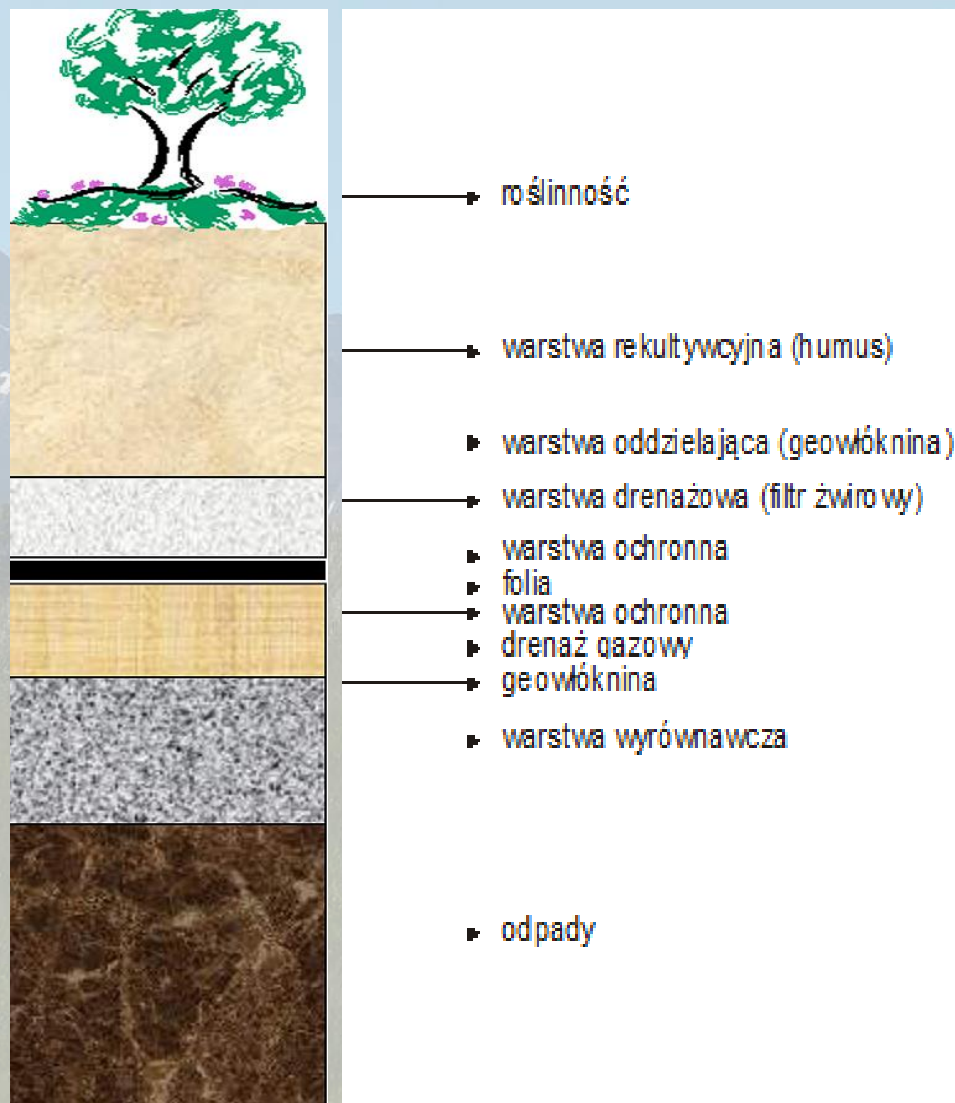 roślinność
warstwa rekultywcyjna (humus)
warstwa oddzielająca (geowłóknina)
warstwa drenażowa (filtr żwirowy)
warstwa ochronna
folia
warstwa ochronna
drenaż gazowy
geowłóknina
warstwa wyrównawcza
odpady